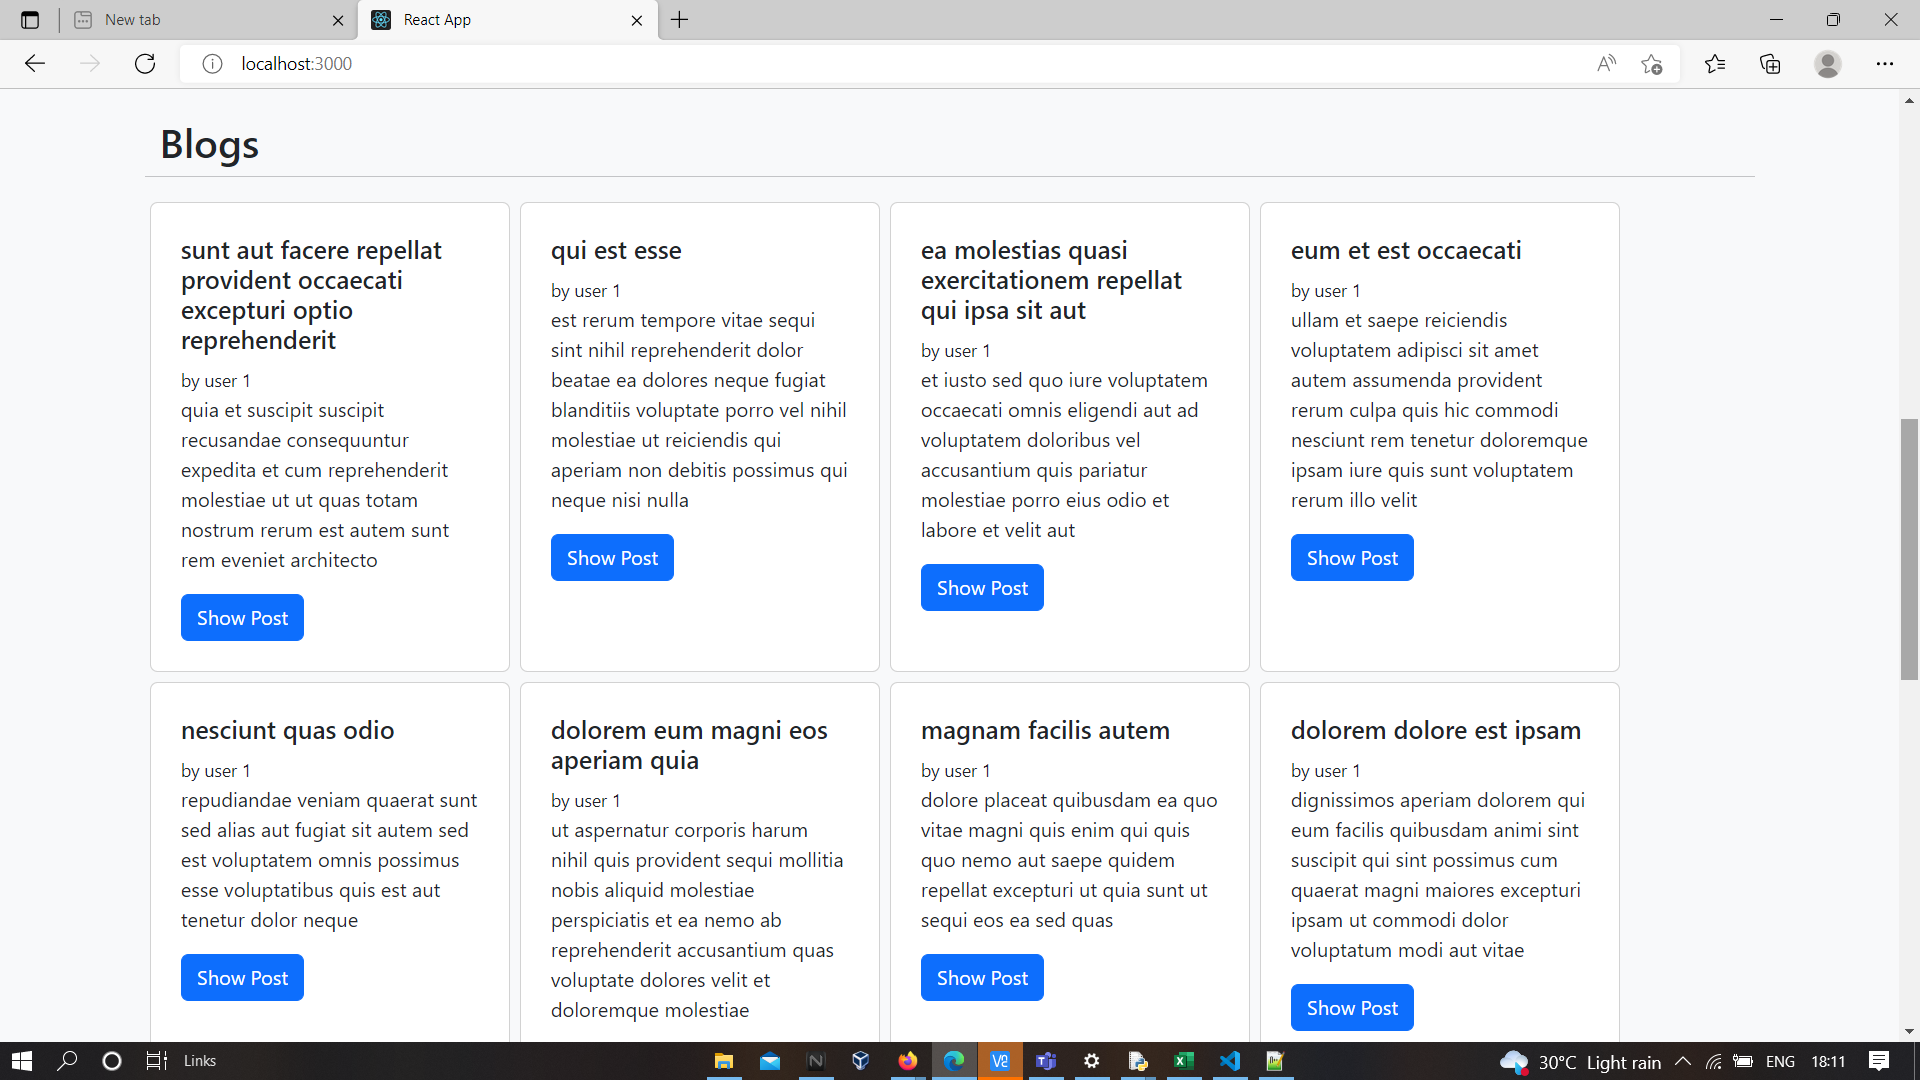 New tab
React App
localhost:3000
Blogs
sunt aut facere repellat
provident occaecati
excepturi optio
reprehenderit
by user 1
quia et suscipit suscipit
recusandae consequuntur
expedita et cum reprehenderit
molestiae ut ut quas totam
nostrum rerum est autem sunt
rem eveniet architecto
Show Post
qui est esse
by user 1
est rerum tempore vitae sequi
sint nihil reprehenderit dolor
beatae ea dolores neque fugiat
blanditiis voluptate porro vel nihil
molestiae ut reiciendis qui
aperiam non debitis possimus qui
neque nisi nulla
Show Post
ea molestias quasi
exercitationem repellat
qui ipsa sit aut
by user 1
et iusto sed quo iure voluptatem
occaecati omnis eligendi aut ad
voluptatem doloribus vel
accusantium quis pariatur
molestiae porro eius odio et
labore et velit aut
Show Post
eum et est occaecati
by user 1
ullam et saepe reiciendis
voluptatem adipisci sit amet
autem assumenda provident
rerum culpa quis hic commodi
nesciunt rem tenetur doloremque
ipsam iure quis sunt voluptatem
rerum illo velit
Show Post
nesciunt quas odio
by user 1
repudiandae veniam quaerat sunt
sed alias aut fugiat sit autem sed
est voluptatem omnis possimus
esse voluptatibus quis est aut
tenetur dolor neque
Show Post
dolorem eum magni eos
aperiam quia
by user 1
ut aspernatur corporis harum
nihil quis provident sequi mollitia
nobis aliquid molestiae
perspiciatis et ea nemo ab
reprehenderit accusantium quas
voluptate dolores velit et
doloremque molestiae
magnam facilis autem
by user 1
dolore placeat quibusdam ea quo
vitae magni quis enim qui quis
quo nemo aut saepe quidem
repellat excepturi ut quia sunt ut
sequi eos ea sed quas
Show Post
dolorem dolore est ipsam
by user 1
dignissimos aperiam dolorem qui
eum facilis quibusdam animi sint
suscipit qui sint possimus cum
quaerat magni maiores excepturi
ipsam ut commodi dolor
voluptatum modi aut vitae
Show Post
Links
30°C Light rain
ENG
18:11